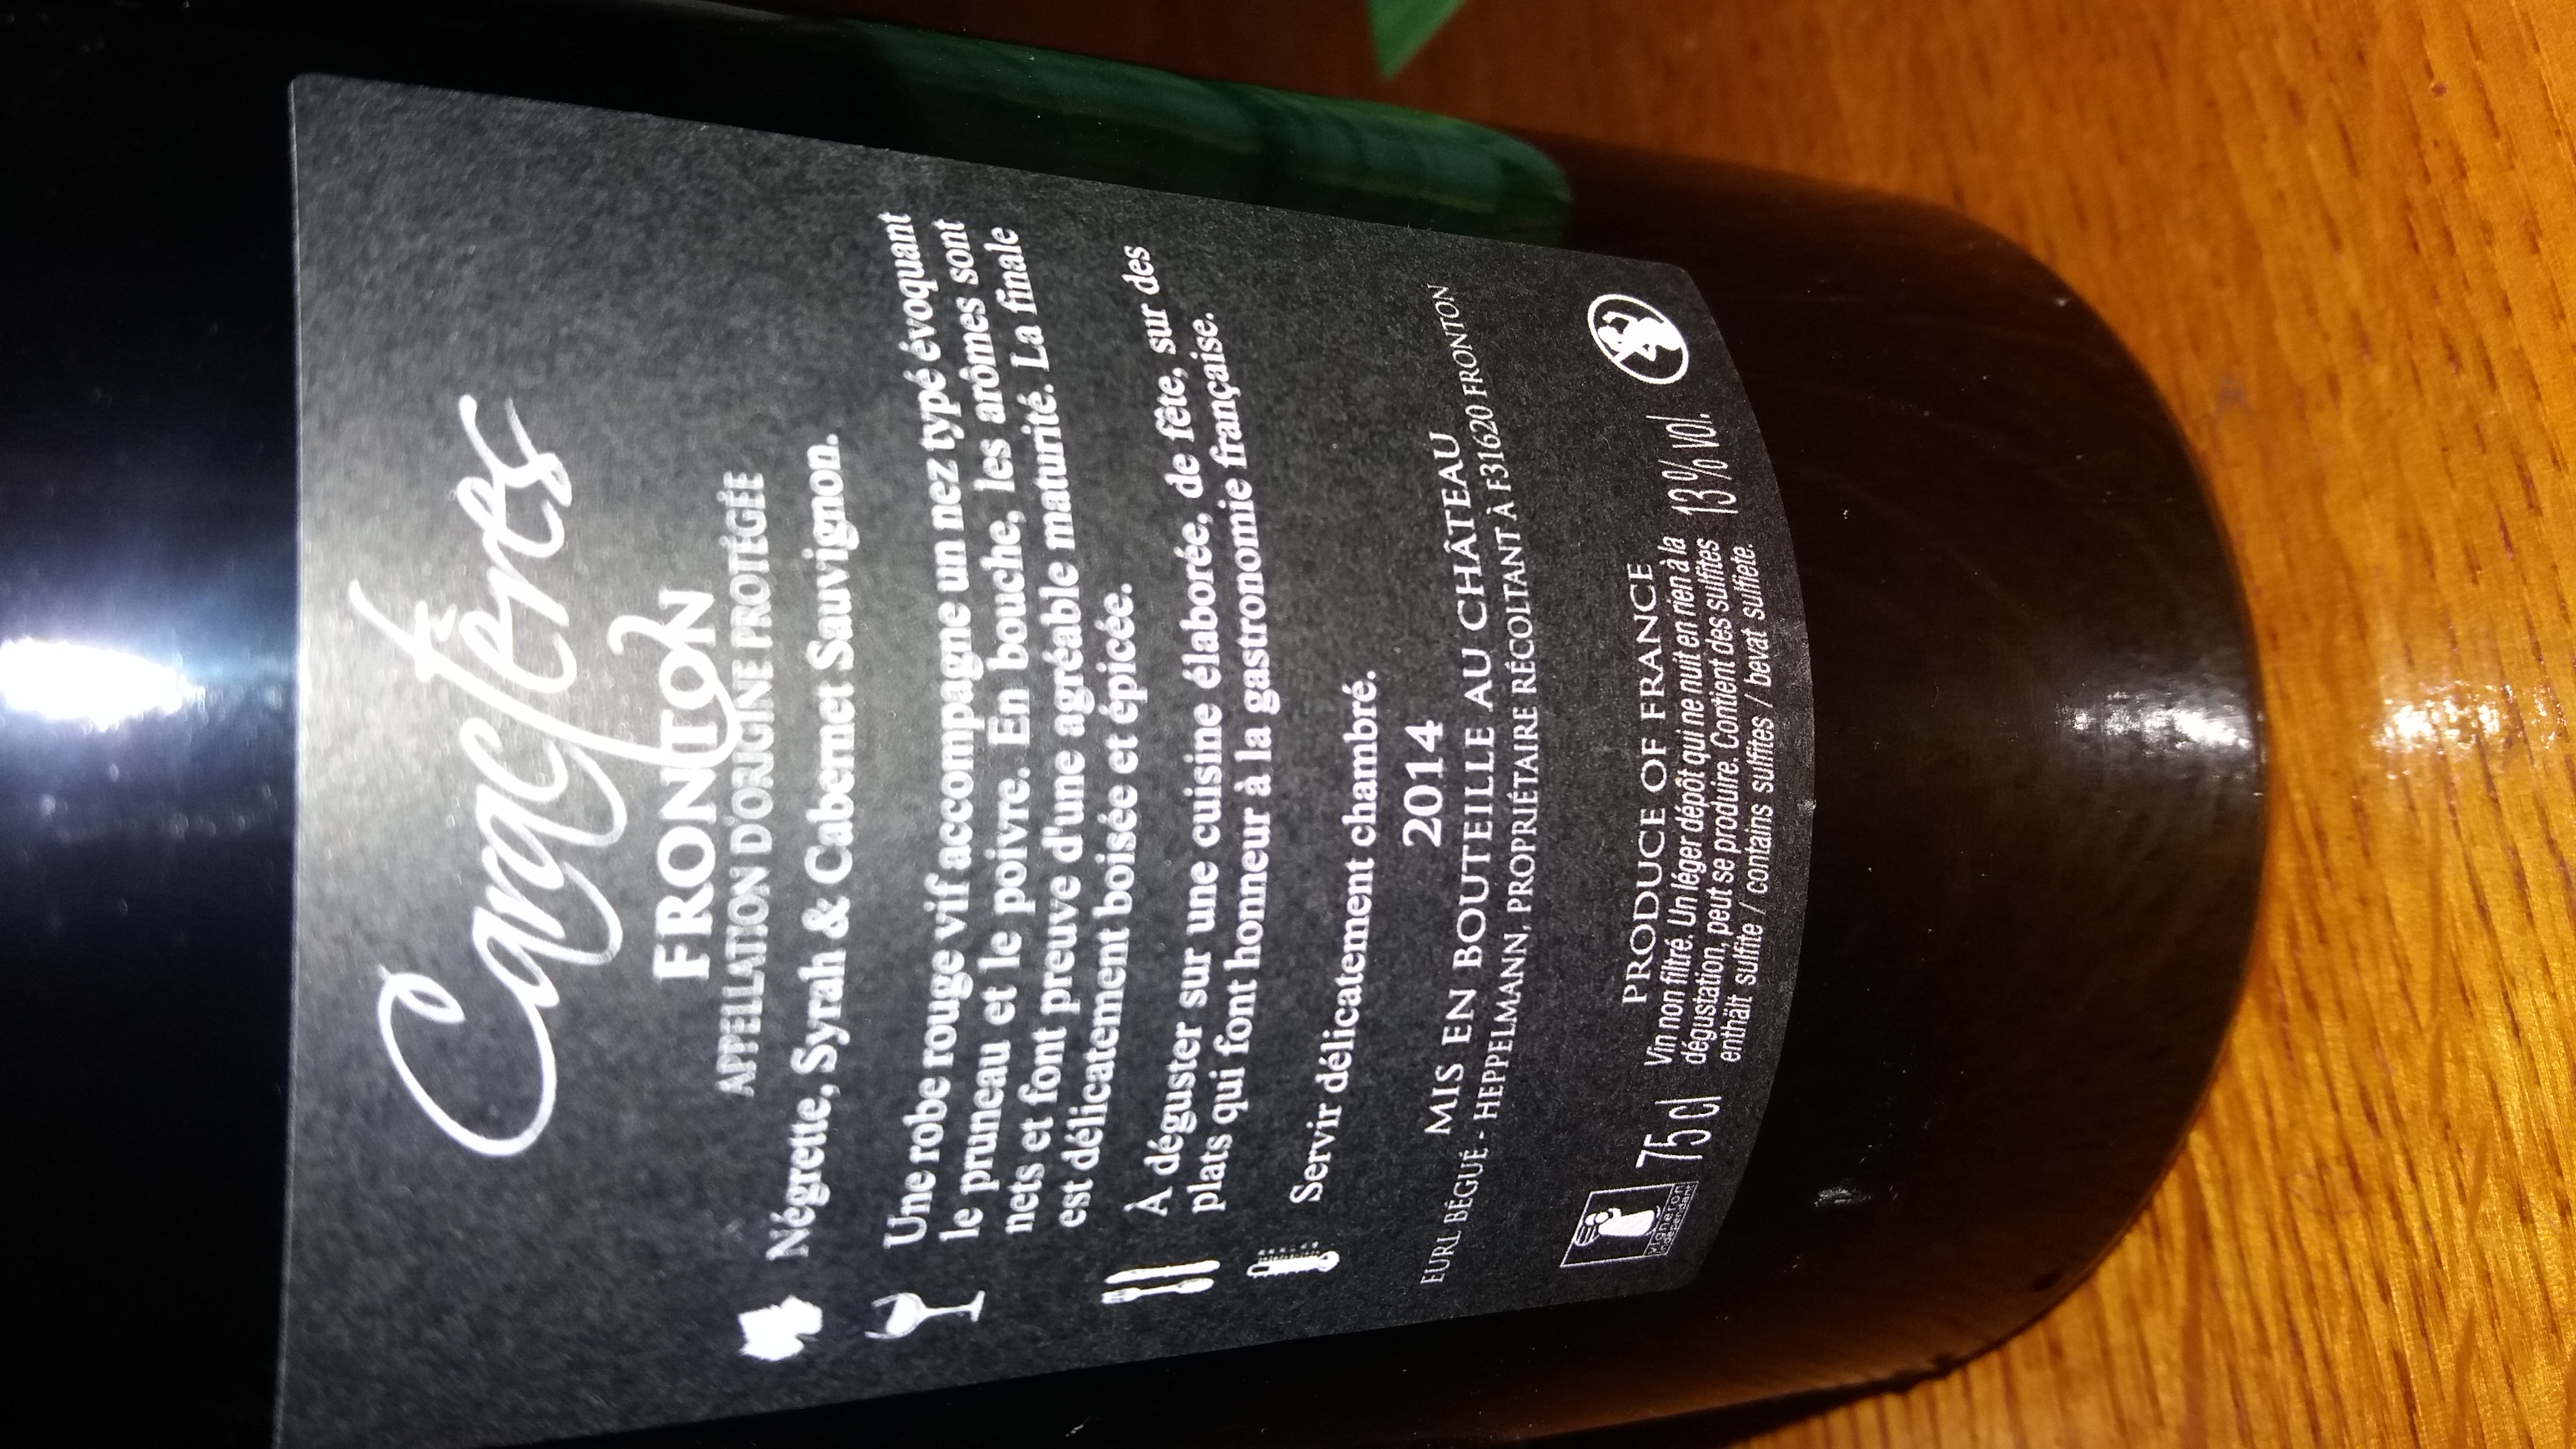 Caractères
FRONTON
APPELLATION D'ORIGINE PROTÉGÉE
Négrette, Syrah & Cabernet Sauvignon.
Une robe rouge vif accompagne un nez typé évoquant
le pruneau et le poivre. En bouche, les arômes sont
nets et font preuve d'une agréable maturité. La finale
est délicatement boisée et épicée.
À déguster sur une cuisine élaborée, de fête, sur des
plats qui font honneur à la gastronomie française.
Servir délicatement chambré.
2014
MIS EN BOUTEILLE AU CHÂTEAU
EURL BÉGUÉ - HEPPELMANN, PROPRIÉTAIRE RÉCOLTANT À F31620 FRONTON
vigneron
indépendant
75 cl
PRODUCE OF FRANCE
Vin non filtré. Un léger dépôt qui ne nuit en rien à la
dégustation, peut se produire. Contient des sulfites
enthält sulfite / contains sulfites / bevat sulfiete.
13 % vol.